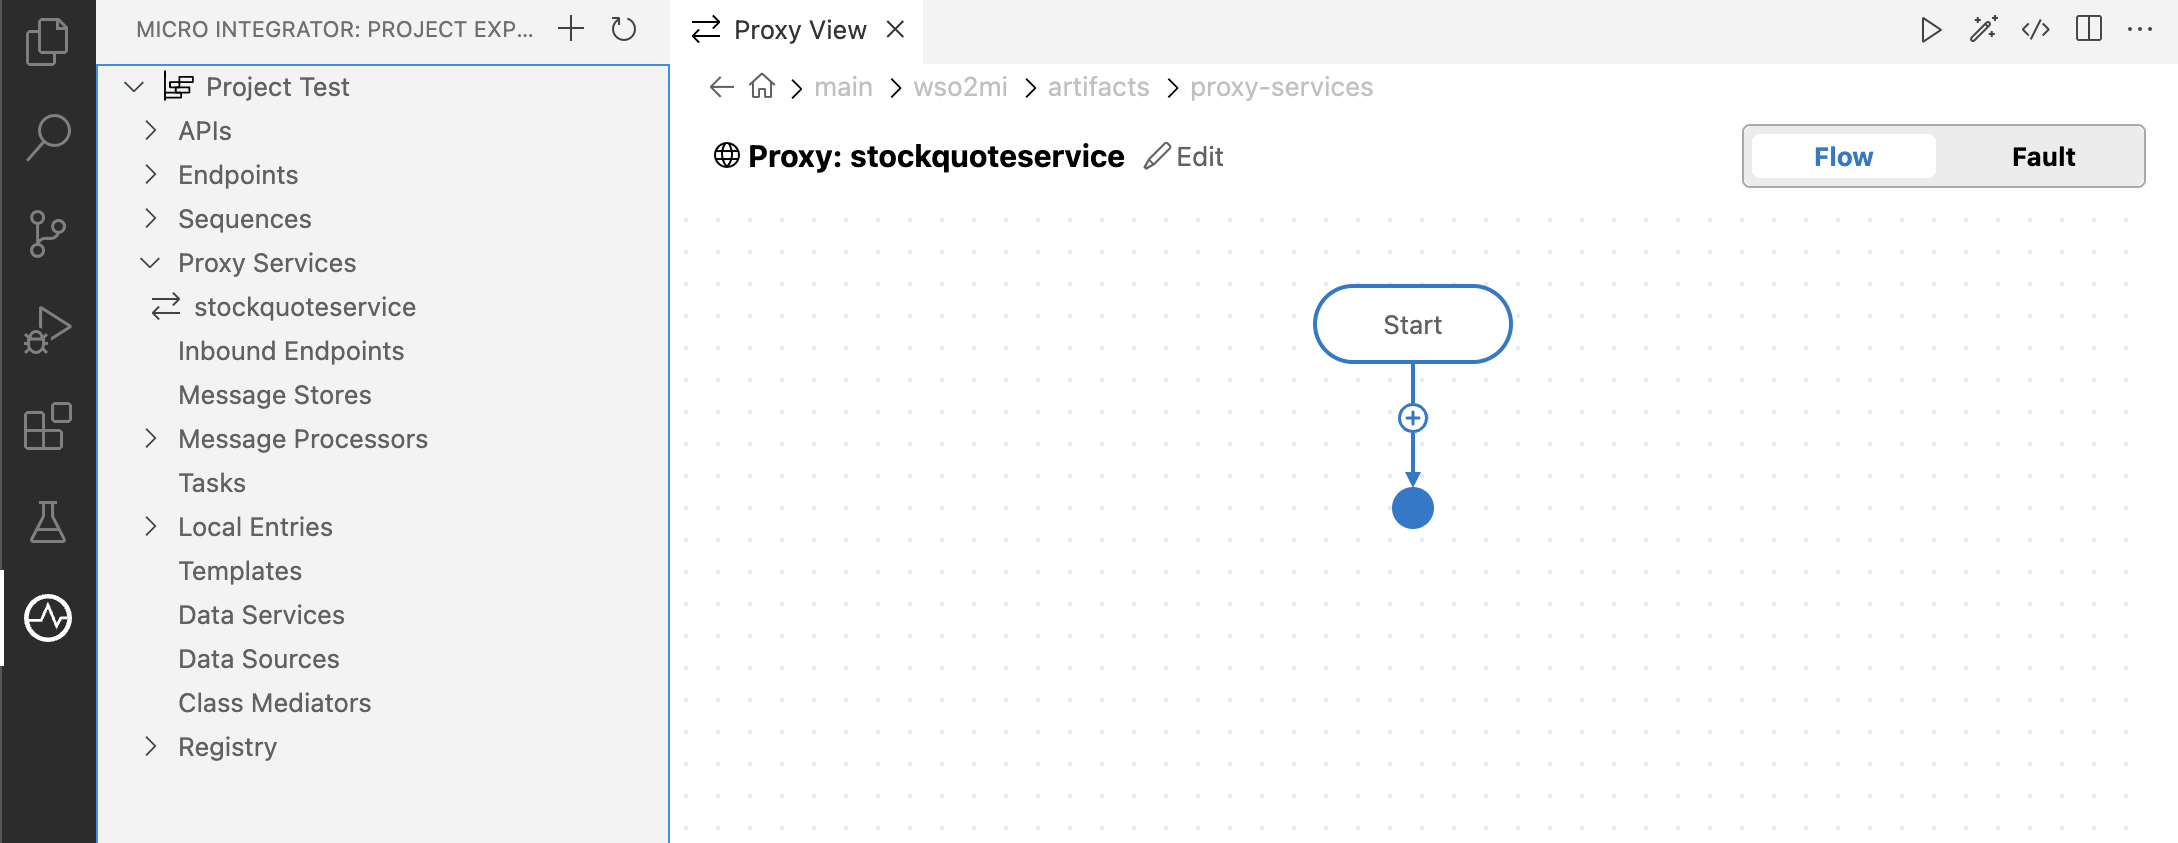 MICRO INTEGRATOR: PROJECT EXP...
Project Test
APIs
Endpoints
Sequences
Proxy Services
stockquoteservice
Inbound Endpoints
Message Stores
Message Processors
Tasks
Local Entries
Templates
Data Services
Data Sources
Class Mediators
Registry
Proxy View
main > wso2mi > artifacts > proxy-services
Proxy: stockquoteservice Edit
Flow Fault
Start